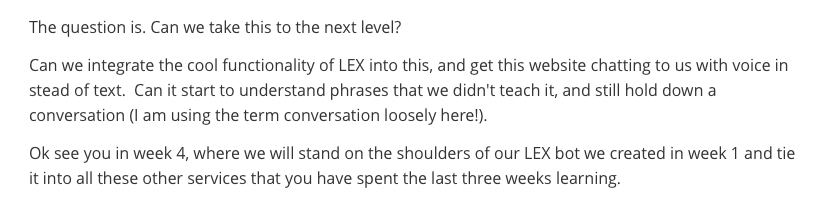 The question is. Can we take this to the next level?
Can we integrate the cool functionality of LEX into this, and get this website chatting to us with voice in
stead of text.  Can it start to understand phrases that we didn't teach it, and still hold down a
conversation (I am using the term conversation loosely here!).
Ok see you in week 4, where we will stand on the shoulders of our LEX bot we created in week 1 and tie
it into all these other services that you have spent the last three weeks learning.